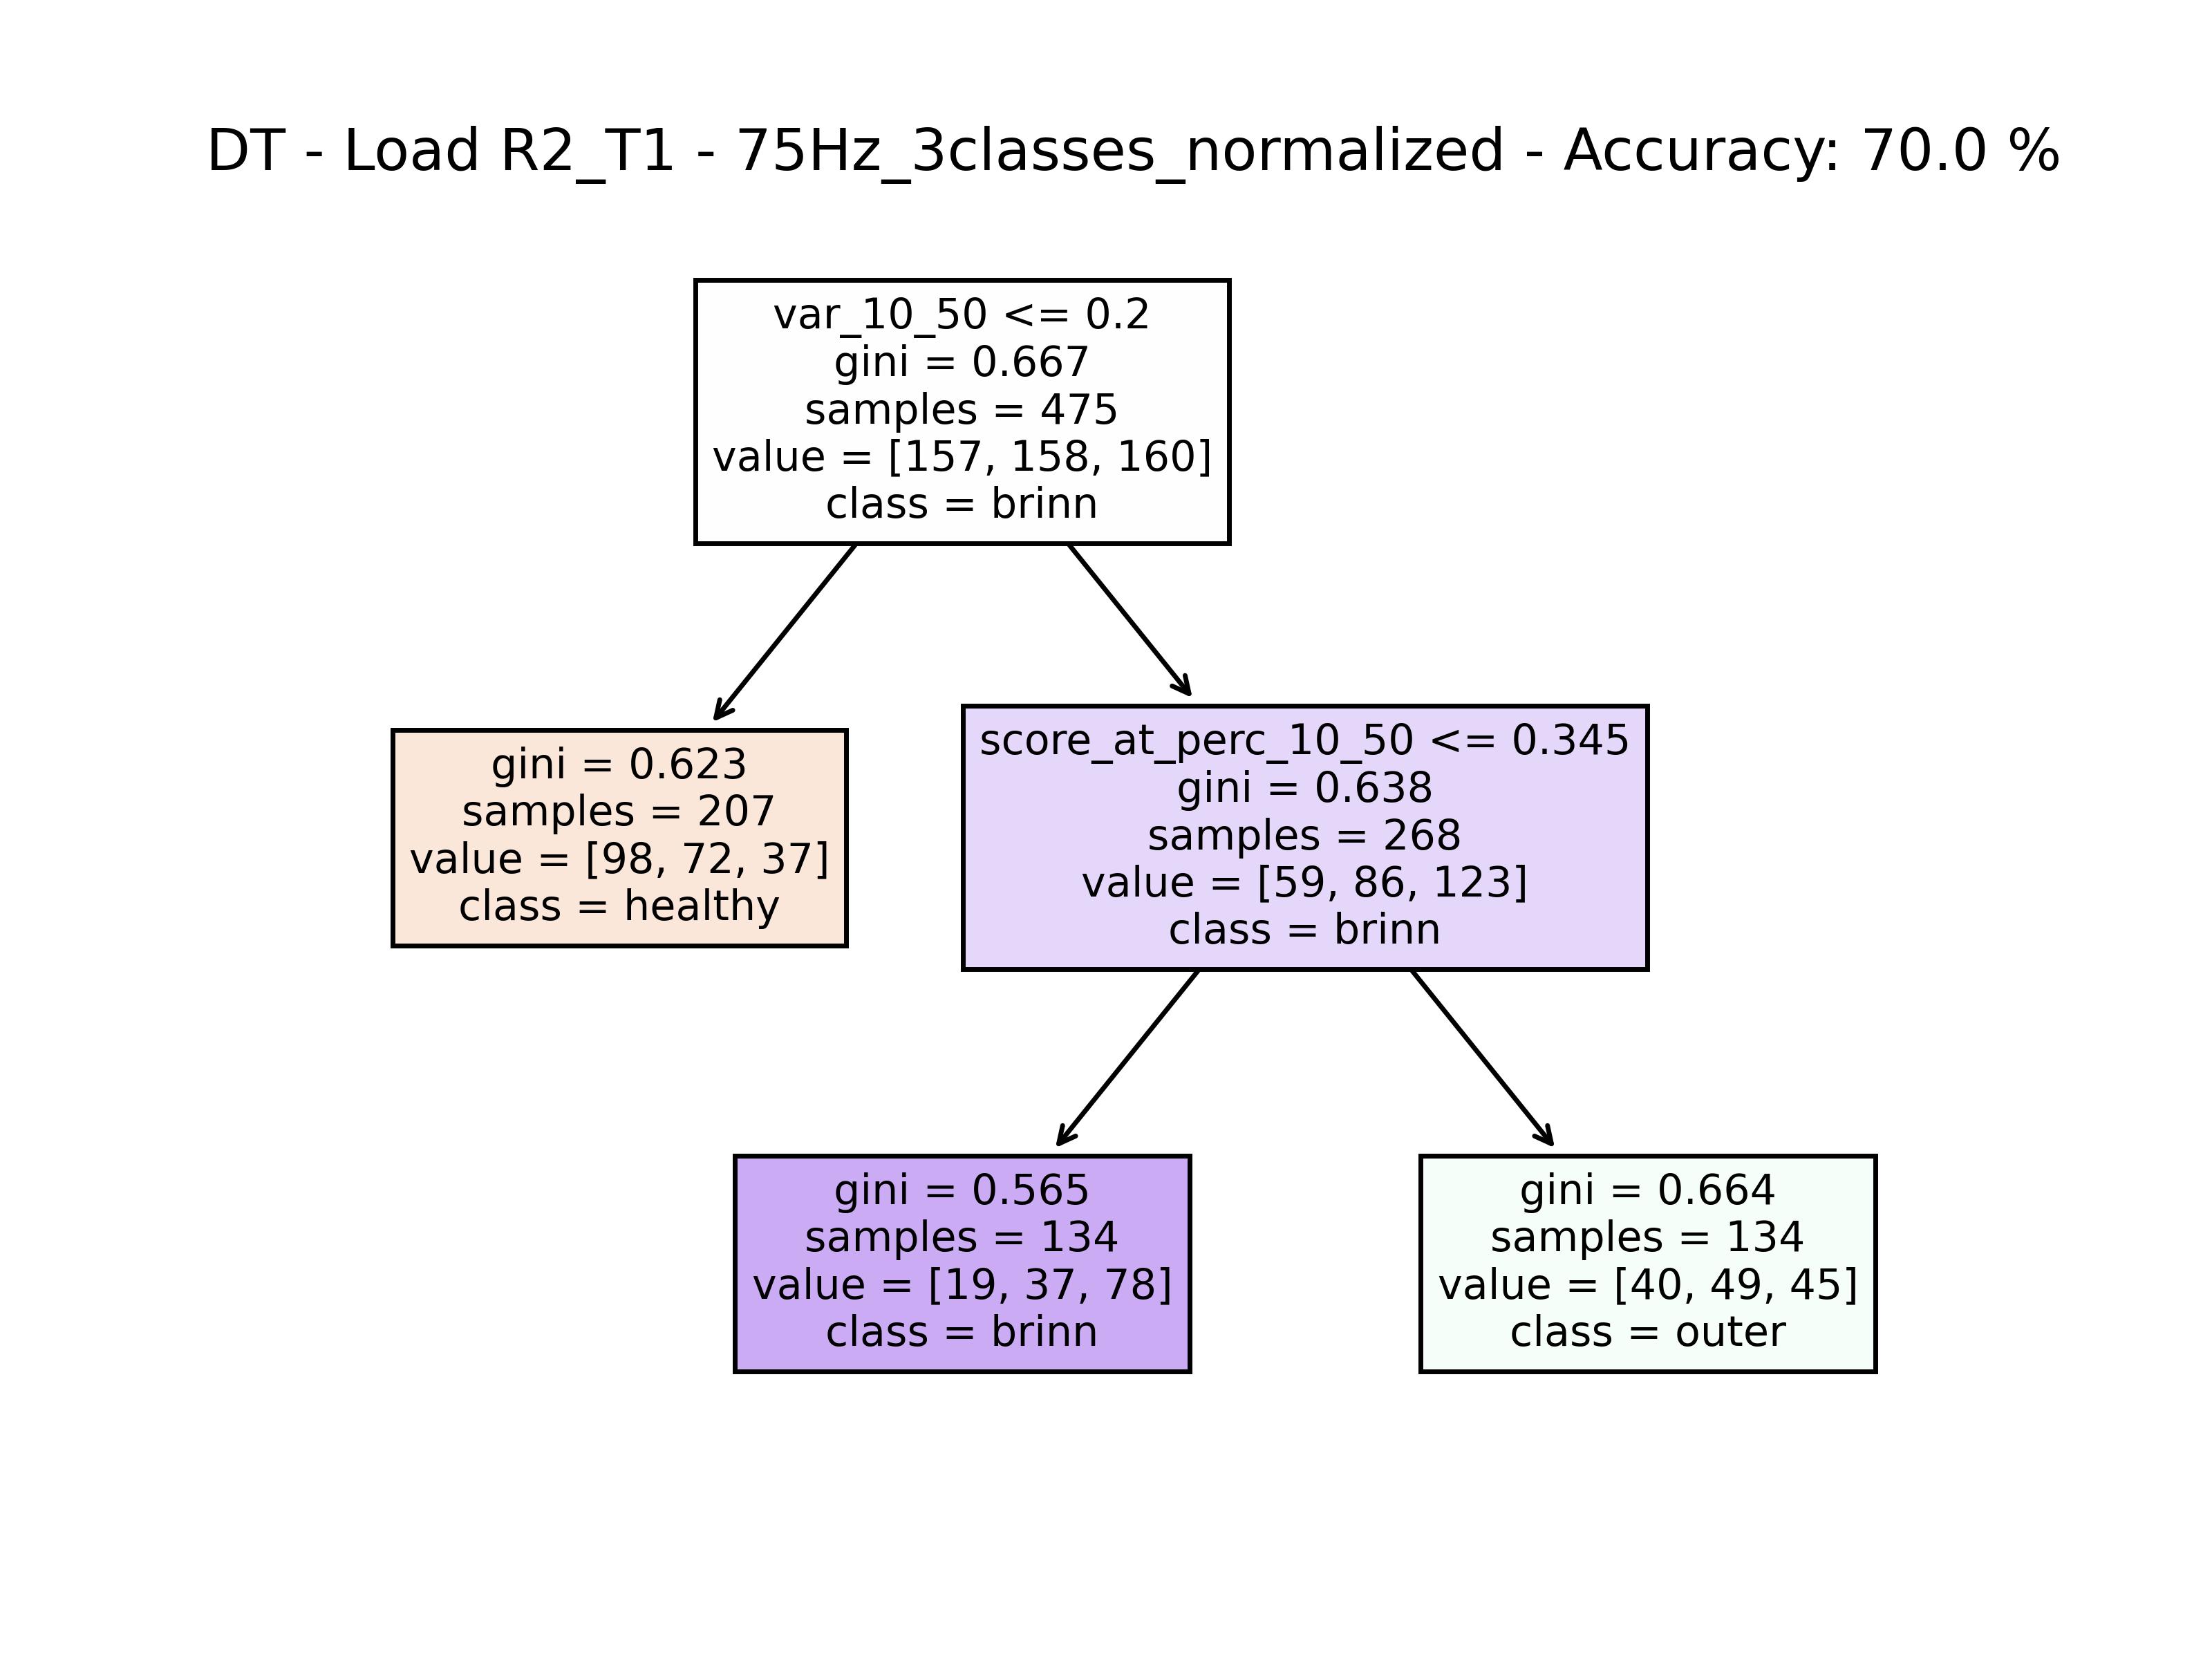 DT - Load R2_T1 - 75Hz_3classes_normalized - Accuracy: 70.0 %
var_10_50 <= 0.2
gini = 0.667
samples = 475
value = [157, 158, 160]
class = brinn
gini = 0.623
samples = 207
value = [98, 72, 37]
class = healthy
score_at_perc_10_50 <= 0.345
gini = 0.638
samples = 268
value = [59, 86, 123]
class = brinn
gini = 0.565
samples = 134
value = [19, 37, 78]
class = brinn
gini = 0.664
samples = 134
value = [40, 49, 45]
class = outer